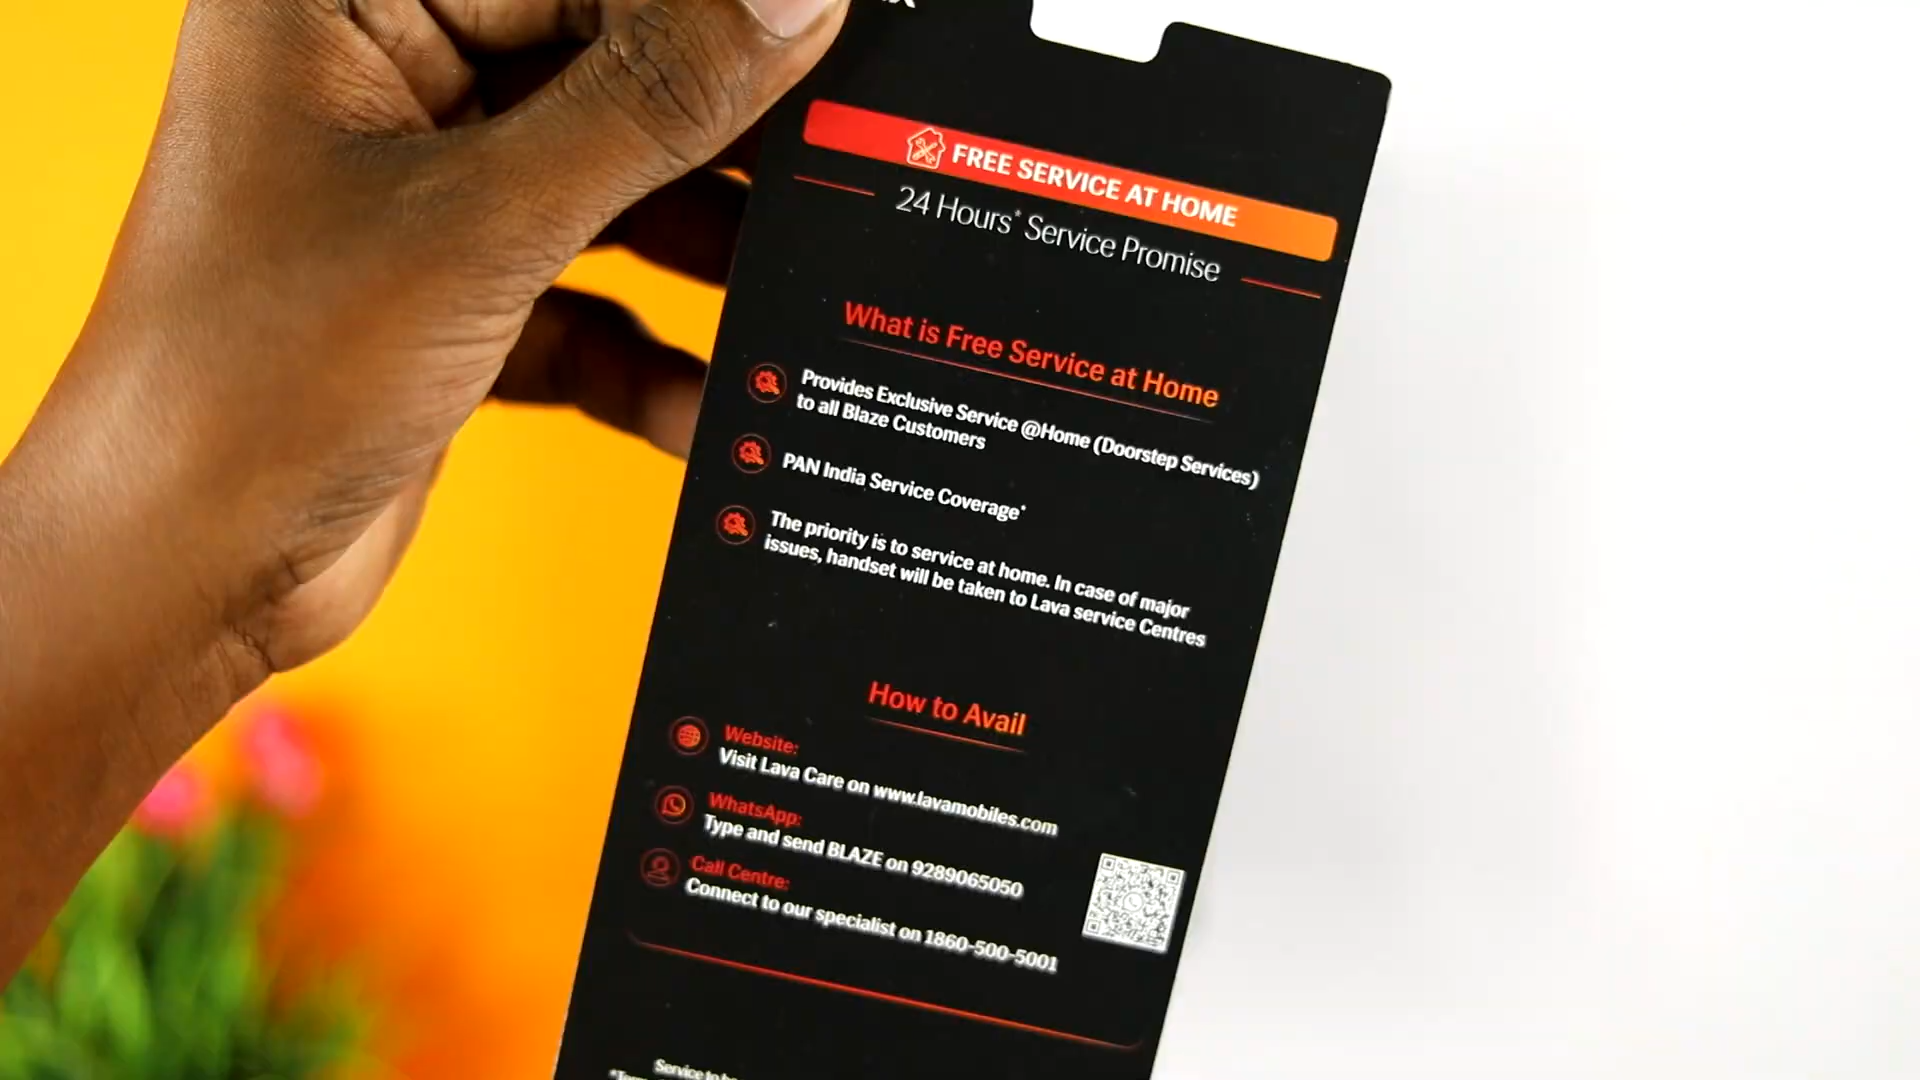 FREE SERVICE AT HOME
24 Hours* Service Promise
What is Free Service at Home
Provides Exclusive Service @Home (Doorstep Services)
to all Blaze Customers
PAN India Service Coverage*
The priority is to service at home. In case of major
issues, handset will be taken to Lava service Centres
How to Avail
Website:
Visit Lava Care on www.lavamobiles.com
WhatsApp:
Type and send BLAZE on 9289065050
Call Centre:
Connect to our specialist on 1860-500-5001
Service to